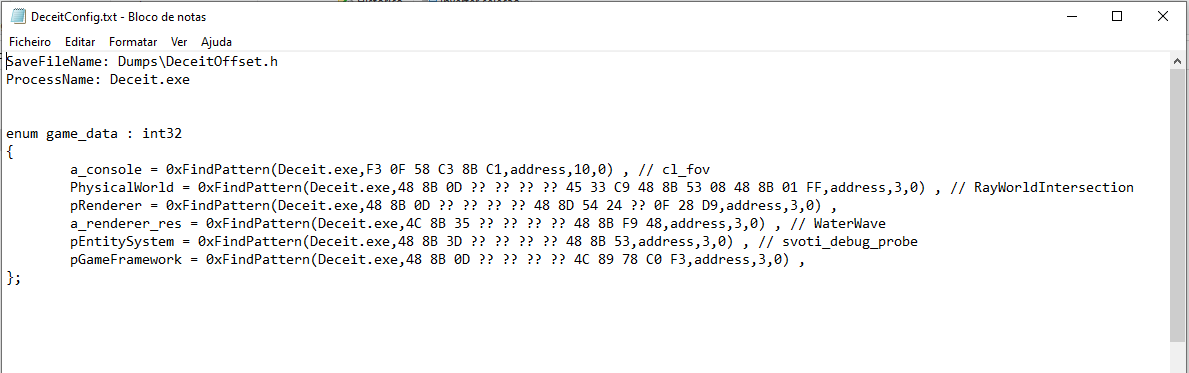 DeceitConfig.txt - Bloco de notas
Ficheiro Editar Formatar Ver Ajuda
SaveFileName: Dumps\DeceitOffset.h
ProcessName: Deceit.exe
enum game_data : int32
{
a_console = 0xFindPattern(Deceit.exe,F3 0F 58 C3 8B C1,address,10,0) , // cl_fov
PhysicalWorld = 0xFindPattern(Deceit.exe,48 8B 0D ?? ?? ?? ?? 45 33 C9 48 8B 53 08 48 8B 01 FF,address,3,0) , // RayWorldIntersection
pRenderer = 0xFindPattern(Deceit.exe,48 8B 0D ?? ?? ?? ?? 48 8D 54 24 ?? 0F 28 D9,address,3,0) ,
a_renderer_res = 0xFindPattern(Deceit.exe,4C 8B 35 ?? ?? ?? ?? 48 8B F9 48,address,3,0) , // WaterWave
pEntitySystem = 0xFindPattern(Deceit.exe,48 8B 3D ?? ?? ?? ?? 48 8B 53,address,3,0) , // svoti_debug_probe
pGameFramework = 0xFindPattern(Deceit.exe,48 8B 0D ?? ?? ?? ?? 4C 89 78 C0 F3,address,3,0) ,
};